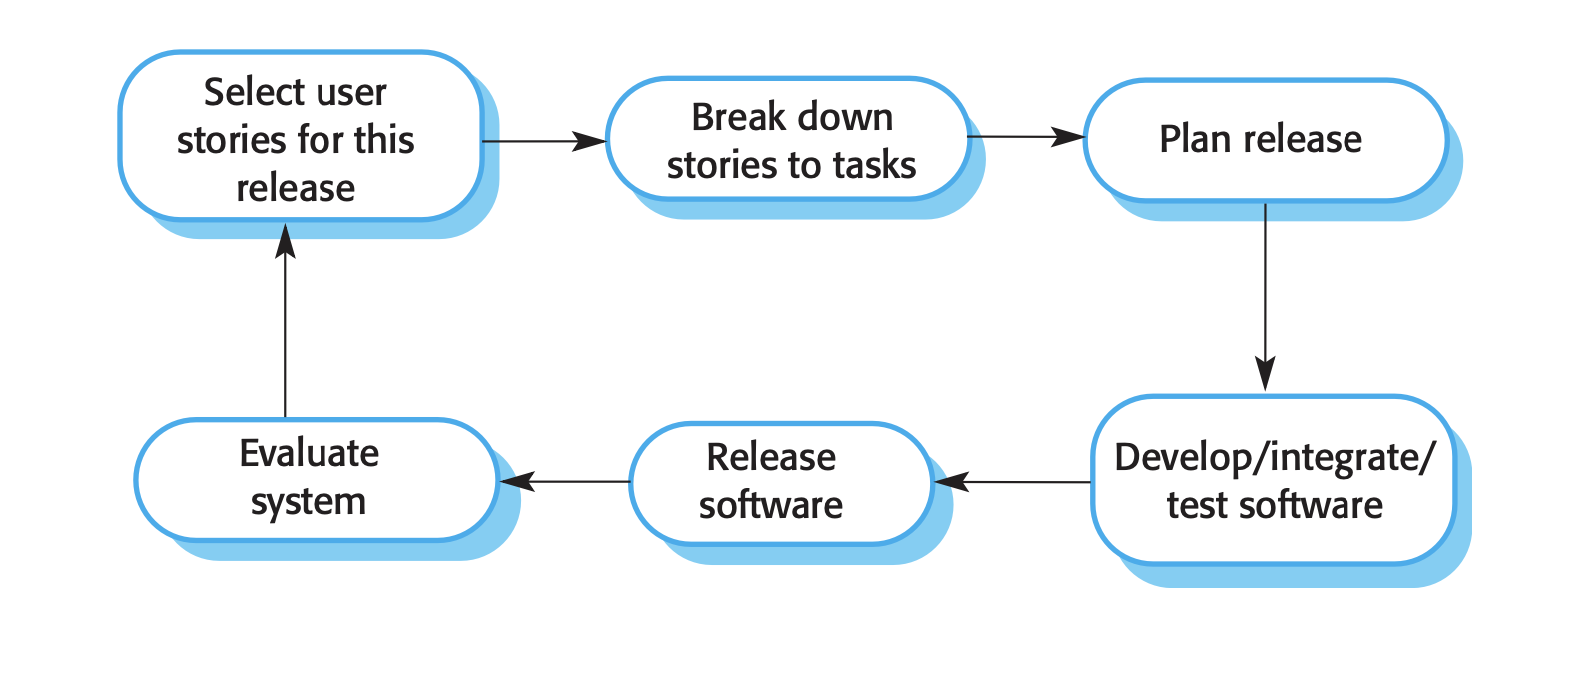 Select user
stories for this
release
Break down
stories to tasks
Plan release
Evaluate
system
Release
software
Develop/integrate/
test software